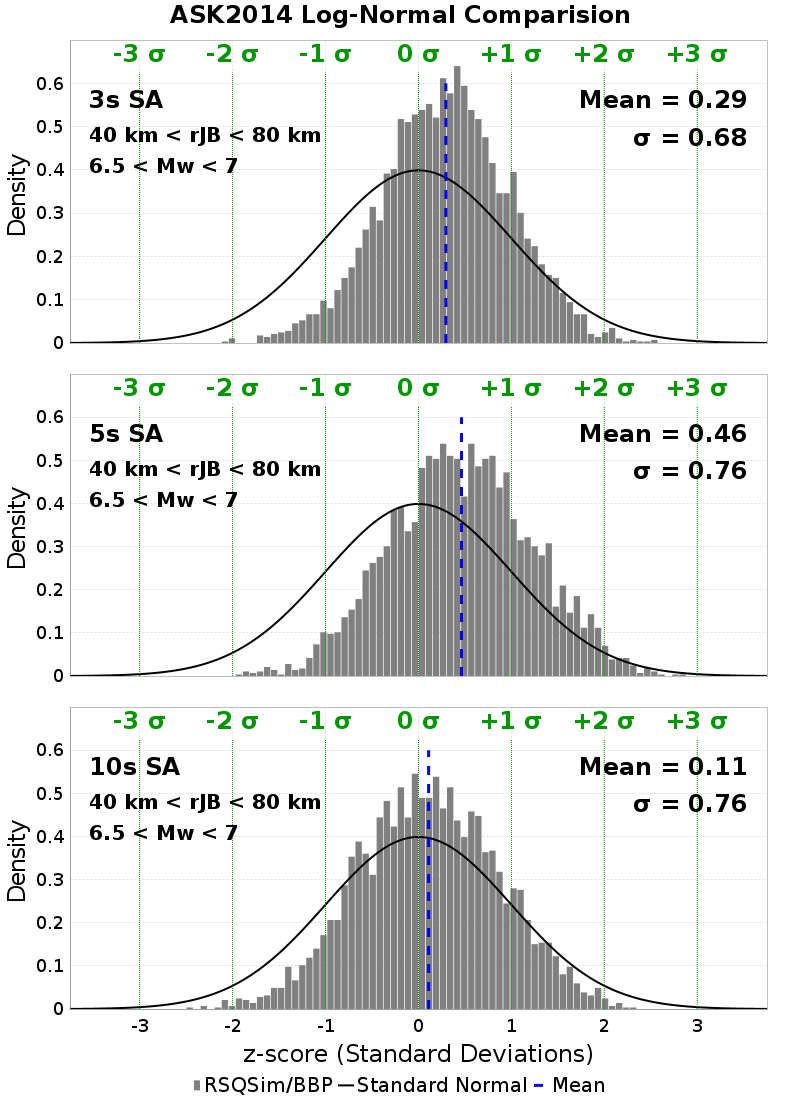 ASK2014 Log-Normal Comparision
-3 σ -2 σ -1 σ 0 σ +1 σ +2 σ +3 σ
3s SA
Mean = 0.29
40 km < rJB < 80 km
σ = 0.68
6.5 < Mw < 7
Density
0.6
0.5
0.4
0.3
0.2
0.1
0
-3 σ -2 σ -1 σ 0 σ +1 σ +2 σ +3 σ
5s SA
Mean = 0.46
40 km < rJB < 80 km
σ = 0.76
6.5 < Mw < 7
Density
0.6
0.5
0.4
0.3
0.2
0.1
0
-3 σ -2 σ -1 σ 0 σ +1 σ +2 σ +3 σ
10s SA
Mean = 0.11
40 km < rJB < 80 km
σ = 0.76
6.5 < Mw < 7
Density
0.6
0.5
0.4
0.3
0.2
0.1
0
-3 -2 -1 0 1 2 3
z-score (Standard Deviations)
RSQSim/BBP Standard Normal Mean